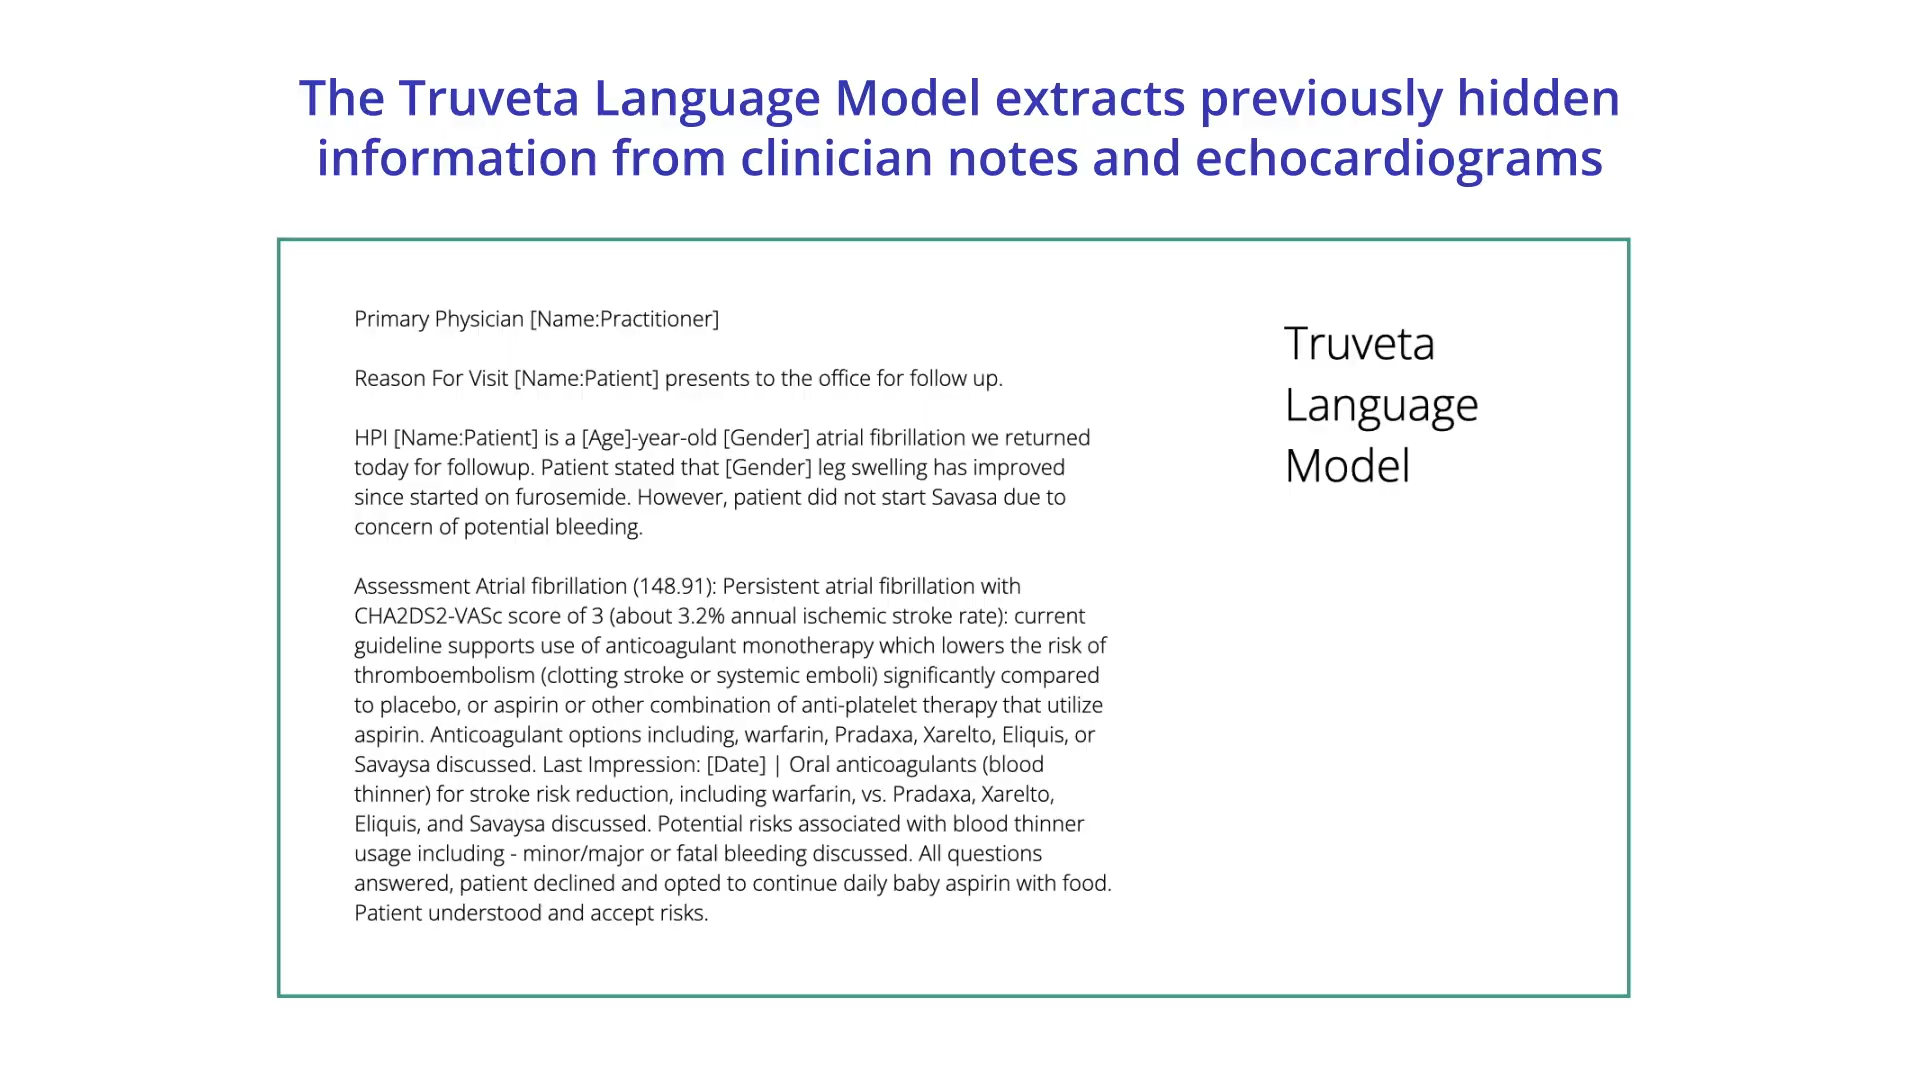 The Truveta Language Model extracts previously hidden
information from clinician notes and echocardiograms
Primary Physician [Name:Practitioner]
Reason For Visit [Name:Patient] presents to the office for follow up.
HPI [Name:Patient] is a [Age]-year-old [Gender] atrial fibrillation we returned
today for followup. Patient stated that [Gender] leg swelling has improved
since started on furosemide. However, patient did not start Savasa due to
concern of potential bleeding.
Assessment Atrial fibrillation (148.91): Persistent atrial fibrillation with
CHA2DS2-VASc score of 3 (about 3.2% annual ischemic stroke rate): current
guideline supports use of anticoagulant monotherapy which lowers the risk of
thromboembolism (clotting stroke or systemic emboli) significantly compared
to placebo, or aspirin or other combination of anti-platelet therapy that utilize
aspirin. Anticoagulant options including, warfarin, Pradaxa, Xarelto, Eliquis, or
Savaysa discussed. Last Impression: [Date] | Oral anticoagulants (blood
thinner) for stroke risk reduction, including warfarin, vs. Pradaxa, Xarelto,
Eliquis, and Savaysa discussed. Potential risks associated with blood thinner
usage including - minor/major or fatal bleeding discussed. All questions
answered, patient declined and opted to continue daily baby aspirin with food.
Patient understood and accept risks.
Truveta
Language
Model